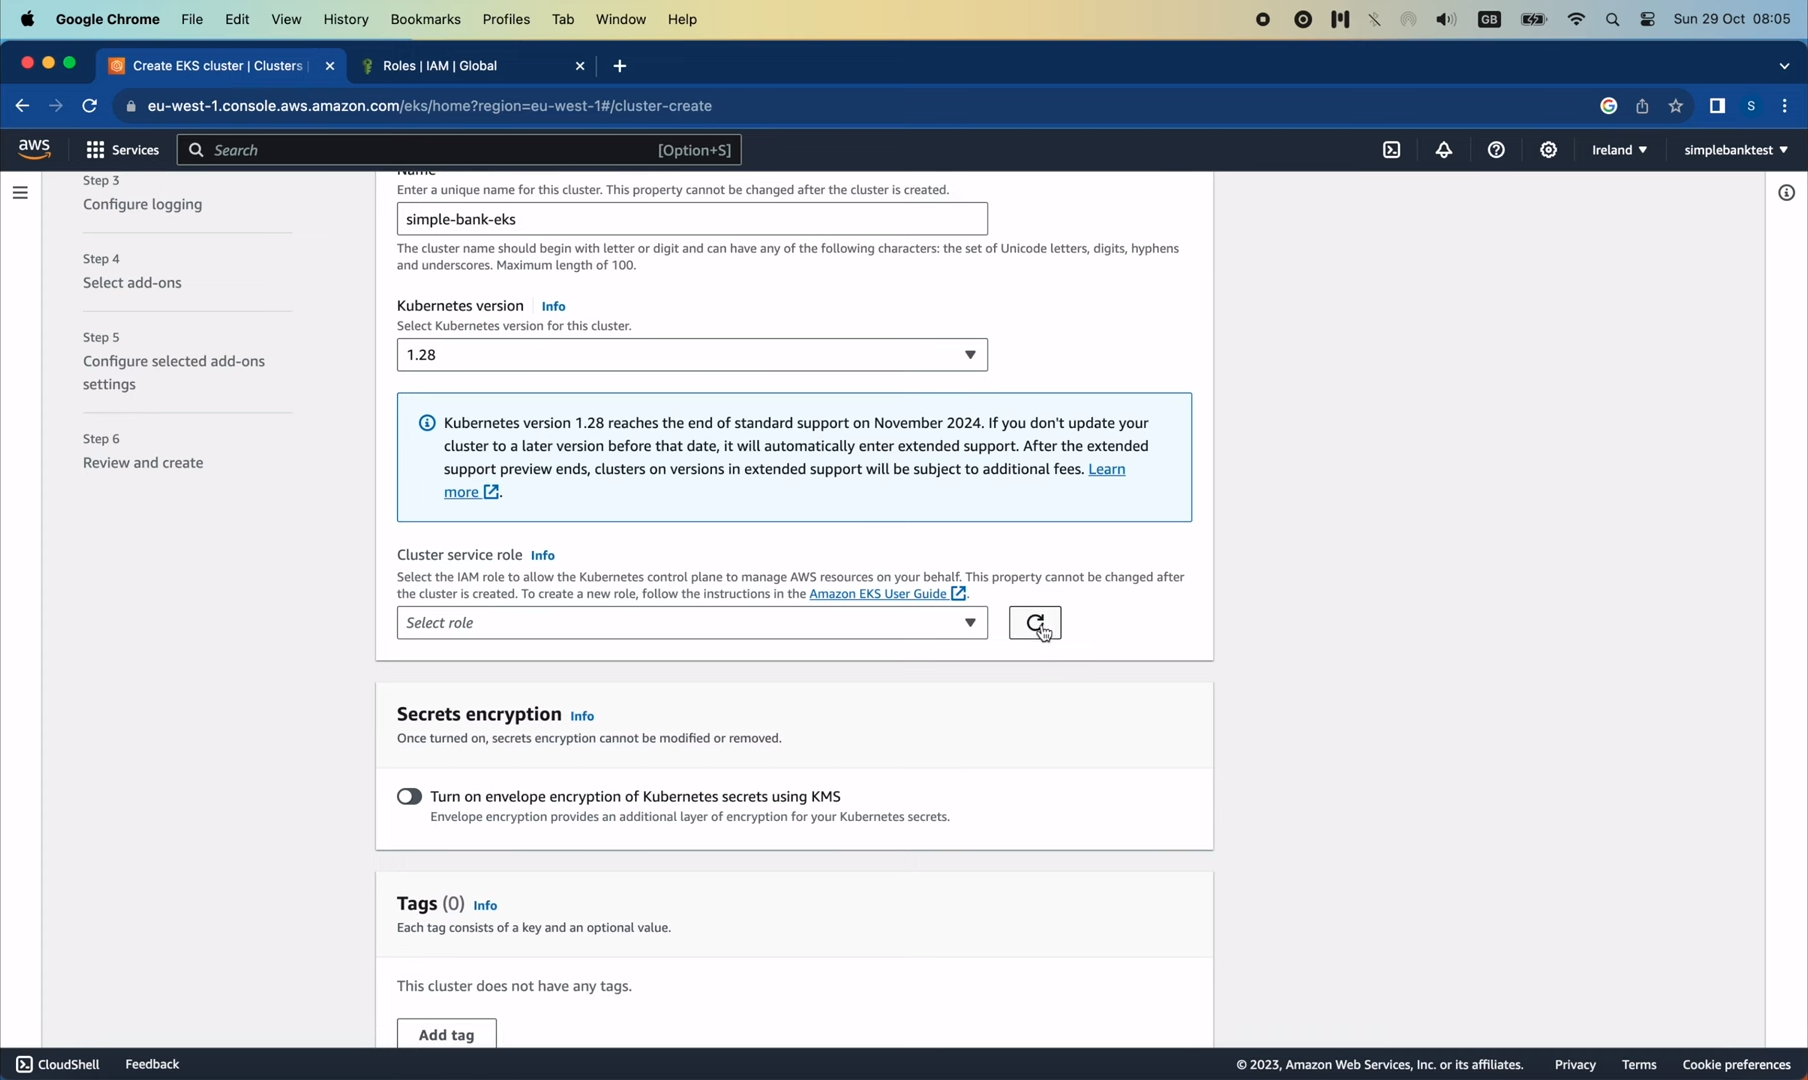 Google Chrome File Edit View History Bookmarks Profiles Tab Window Help GB Sun 29 Oct 08:05
Create EKS cluster | Clusters
Roles | IAM | Global
eu-west-1.console.aws.amazon.com/eks/home?region=eu-west-1#/cluster-create S
aws Services Search [Option+S] Ireland simplebanktest
Step 3
Configure logging
Step 4
Select add-ons
Step 5
Configure selected add-ons
settings
Step 6
Review and create
Name
Enter a unique name for this cluster. This property cannot be changed after the cluster is created.
simple-bank-eks
The cluster name should begin with letter or digit and can have any of the following characters: the set of Unicode letters, digits, hyphens
and underscores. Maximum length of 100.
Kubernetes version Info
Select Kubernetes version for this cluster.
1.28
Kubernetes version 1.28 reaches the end of standard support on November 2024. If you don't update your
cluster to a later version before that date, it will automatically enter extended support. After the extended
support preview ends, clusters on versions in extended support will be subject to additional fees. Learn
more.
Cluster service role Info
Select the IAM role to allow the Kubernetes control plane to manage AWS resources on your behalf. This property cannot be changed after
the cluster is created. To create a new role, follow the instructions in the Amazon EKS User Guide.
Select role
Secrets encryption Info
Once turned on, secrets encryption cannot be modified or removed.
Turn on envelope encryption of Kubernetes secrets using KMS
Envelope encryption provides an additional layer of encryption for your Kubernetes secrets.
Tags (0) Info
Each tag consists of a key and an optional value.
This cluster does not have any tags.
Add tag
CloudShell Feedback © 2023, Amazon Web Services, Inc. or its affiliates. Privacy Terms Cookie preferences